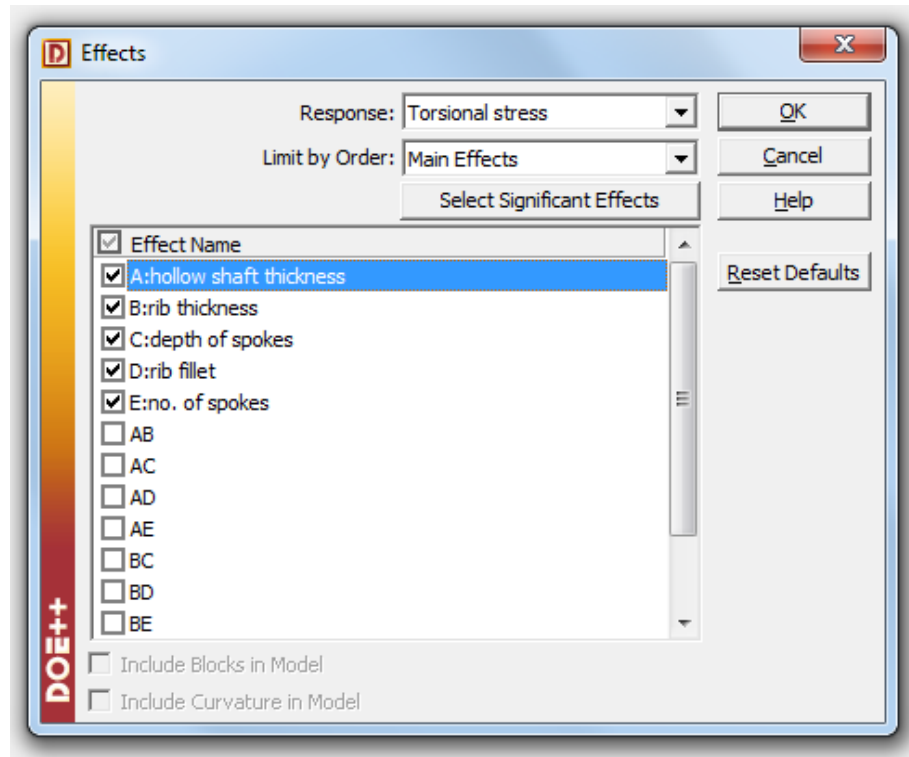 Effects
Response: Torsional stress
OK
Limit by Order: Main Effects
Cancel
Select Significant Effects
Help
Effect Name
Reset Defaults
A:hollow shaft thickness
B:rib thickness
C:depth of spokes
D:rib fillet
E:no. of spokes
AB
AC
AD
AE
BC
BD
BE
Include Blocks in Model
Include Curvature in Model
DOE++